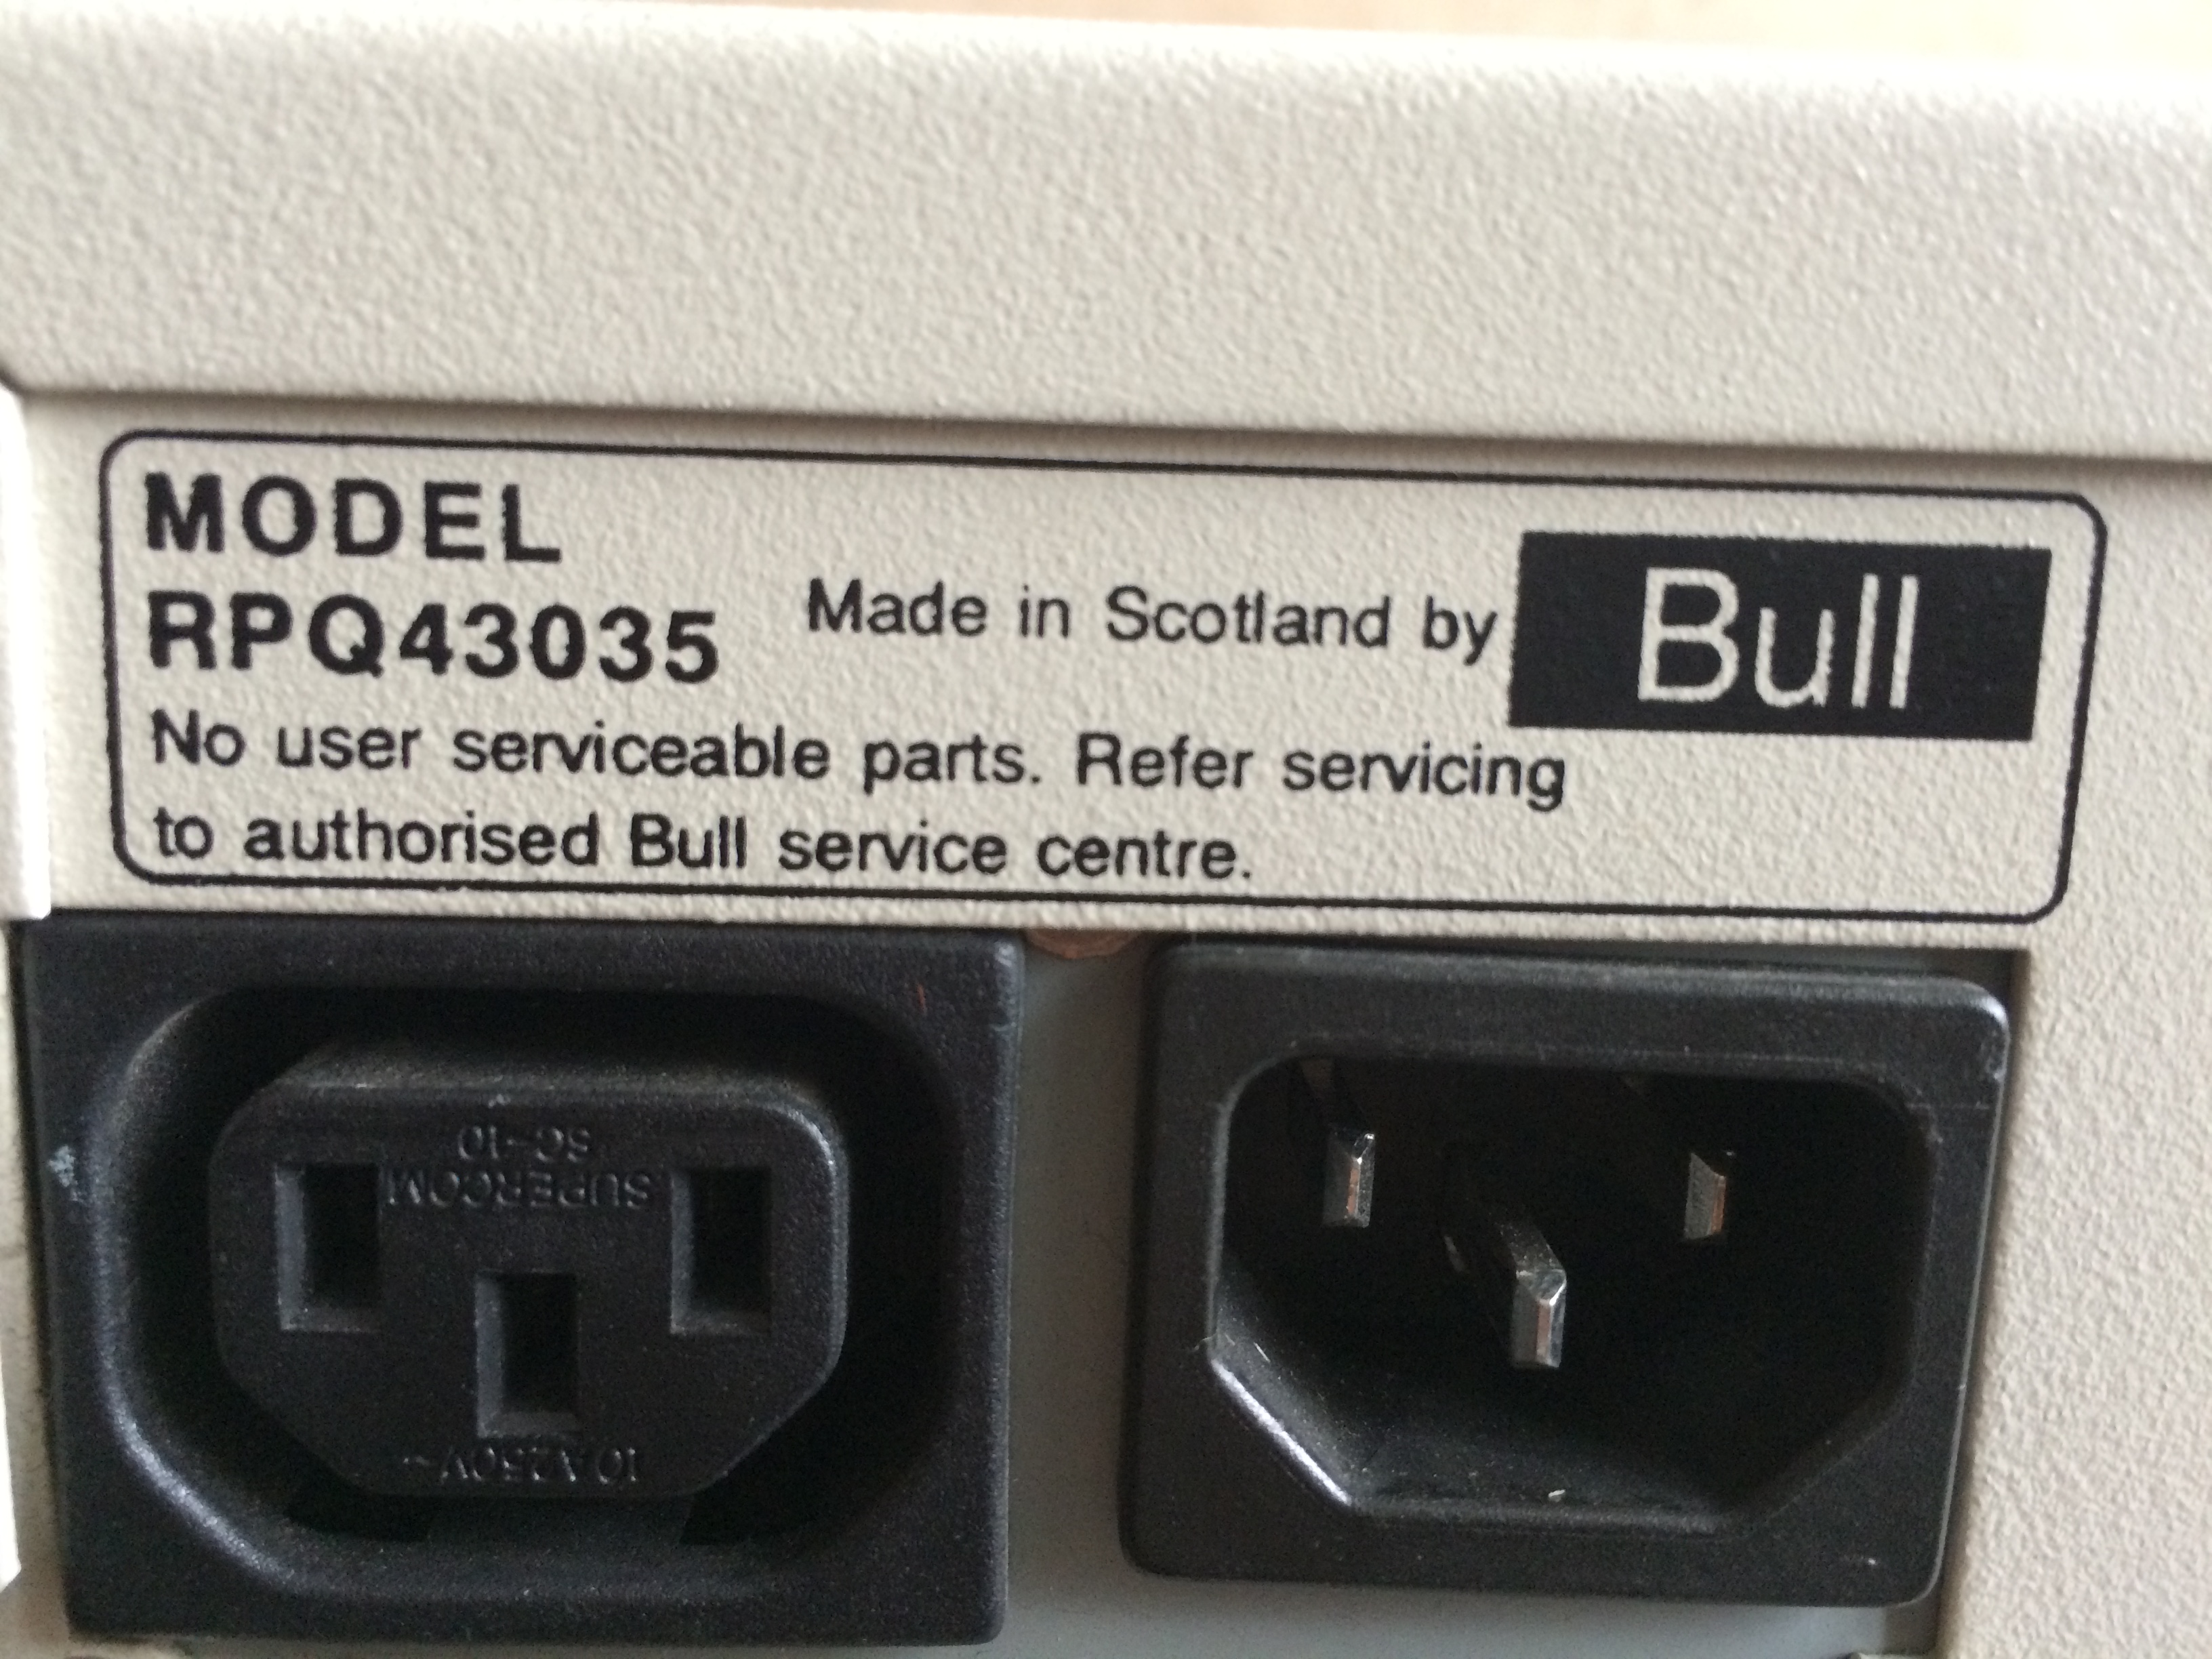 MODEL
RPQ43035
Made in Scotland by Bull
No user serviceable parts. Refer servicing
to authorised Bull service centre.
SUPERCOM
SC-10
10A250V~